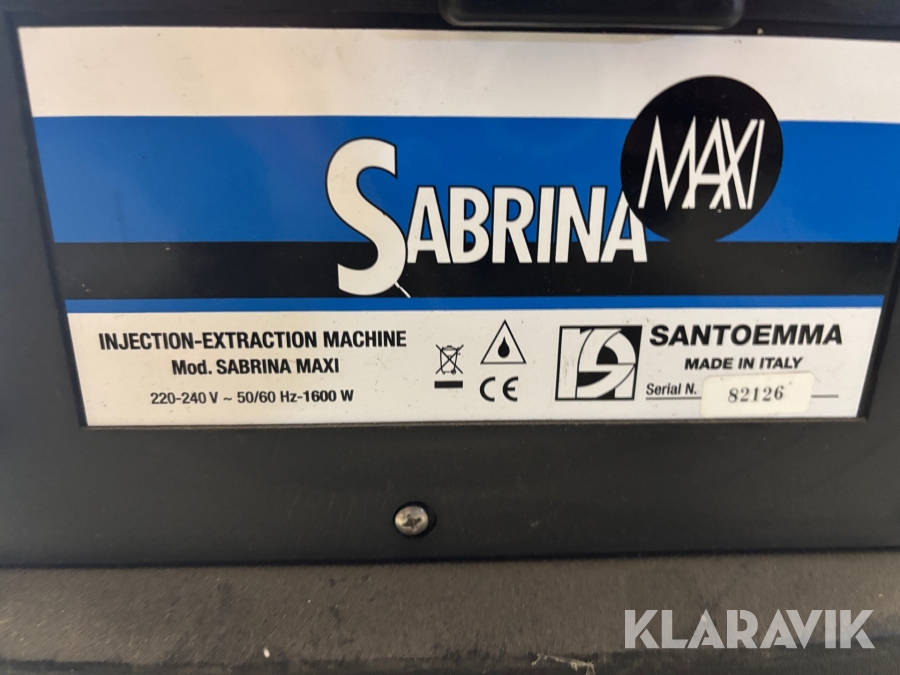 MAXI
SABRINA
INJECTION-EXTRACTION MACHINE
Mod. SABRINA MAXI
220-240 V ~ 50/60 Hz-1600 W
CE
SANTOEMMA
MADE IN ITALY
Serial N. 82126
KLARAVIK